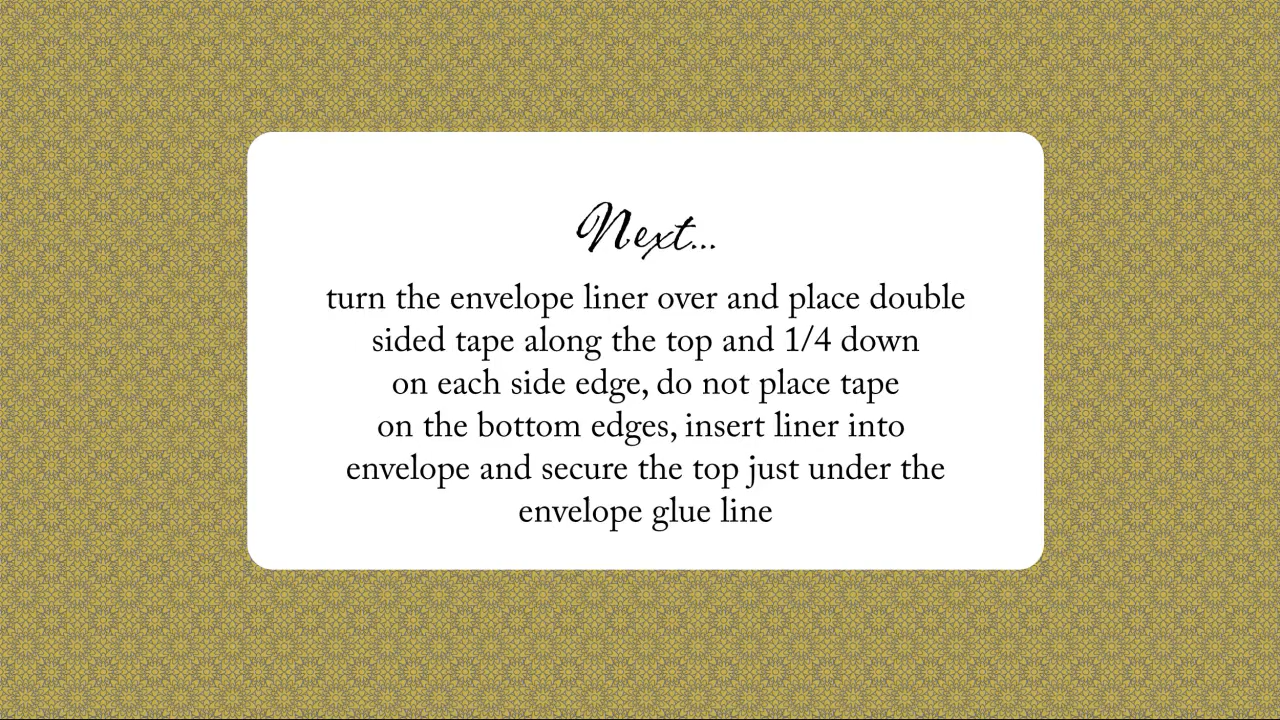 Next...
turn the envelope liner over and place double
sided tape along the top and 1/4 down
on each side edge, do not place tape
on the bottom edges, insert liner into
envelope and secure the top just under the
envelope glue line